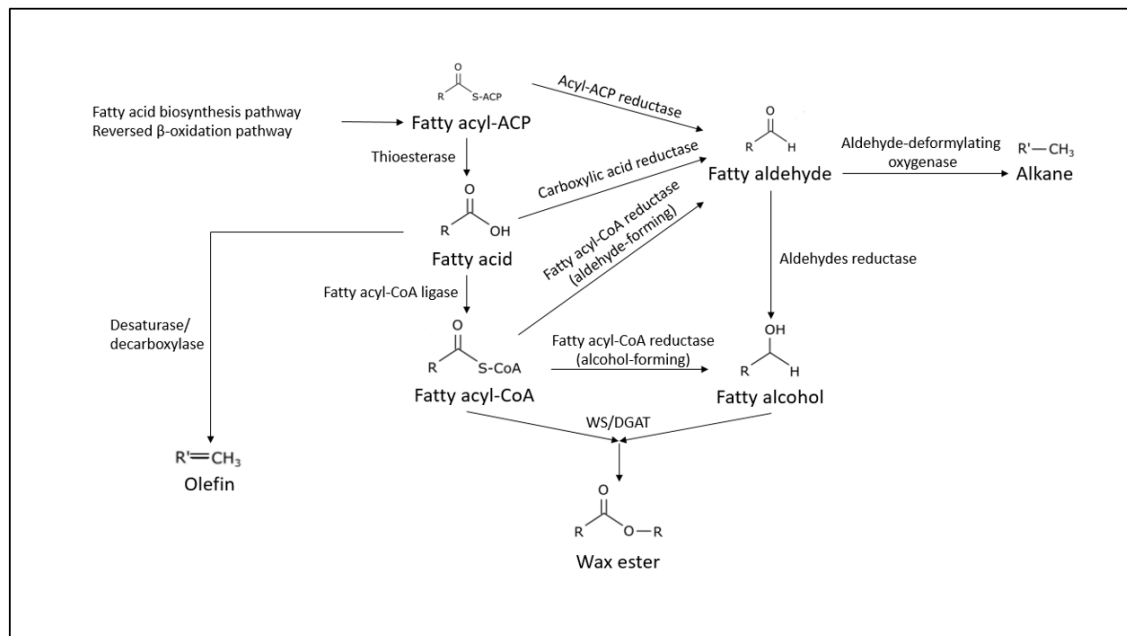 O
R
S-ACP
Fatty acyl-ACP
Acyl-ACP reductase
Fatty acid biosynthesis pathway
Reversed β-oxidation pathway
Thioesterase
O
R
OH
Fatty acid
Carboxylic acid reductase
O
R
H
Fatty aldehyde
Aldehyde-deformylating
oxygenase
R'—CH3
Alkane
Fatty acyl-CoA reductase
(aldehyde-forming)
Fatty acyl-CoA ligase
Aldehydes reductase
Desaturase/
decarboxylase
O
R
S-CoA
Fatty acyl-CoA
Fatty acyl-CoA reductase
(alcohol-forming)
OH
R
H
Fatty alcohol
WS/DGAT
R'=CH3
Olefin
O
R
O—R
Wax ester